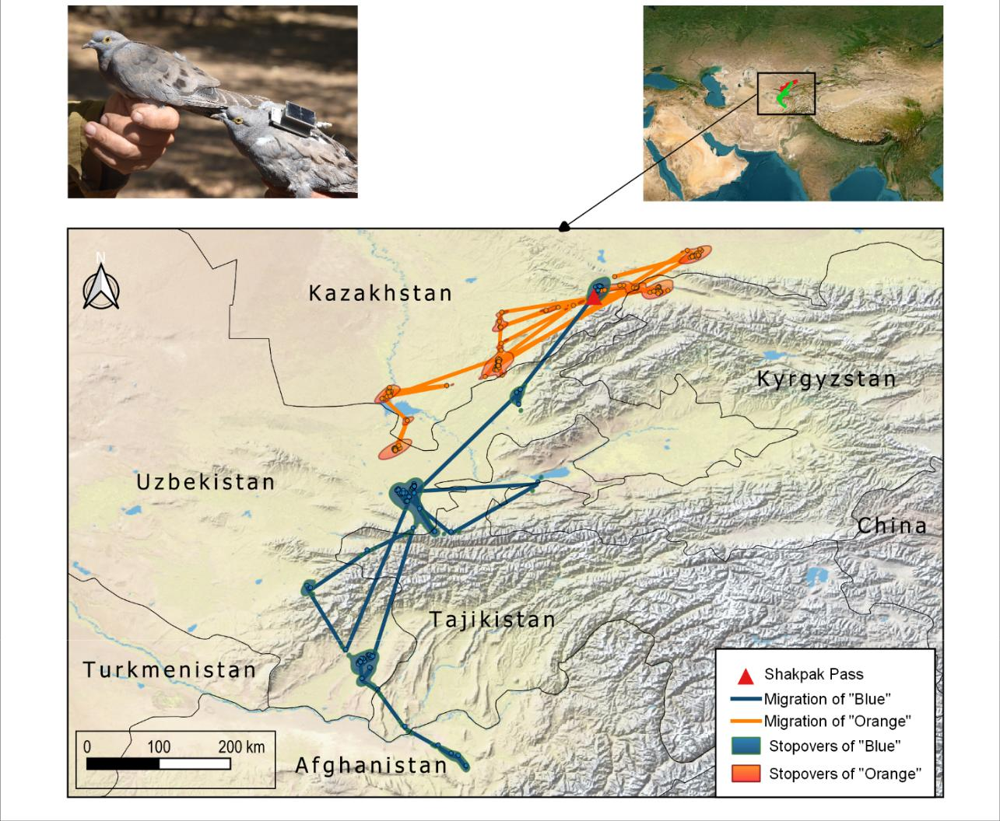 N
Kazakhstan
Kyrgyzstan
Uzbekistan
China
Tajikistan
Turkmenistan
Afghanistan
0 100 200 km
Shakpak Pass
Migration of "Blue"
Migration of "Orange"
Stopovers of "Blue"
Stopovers of "Orange"